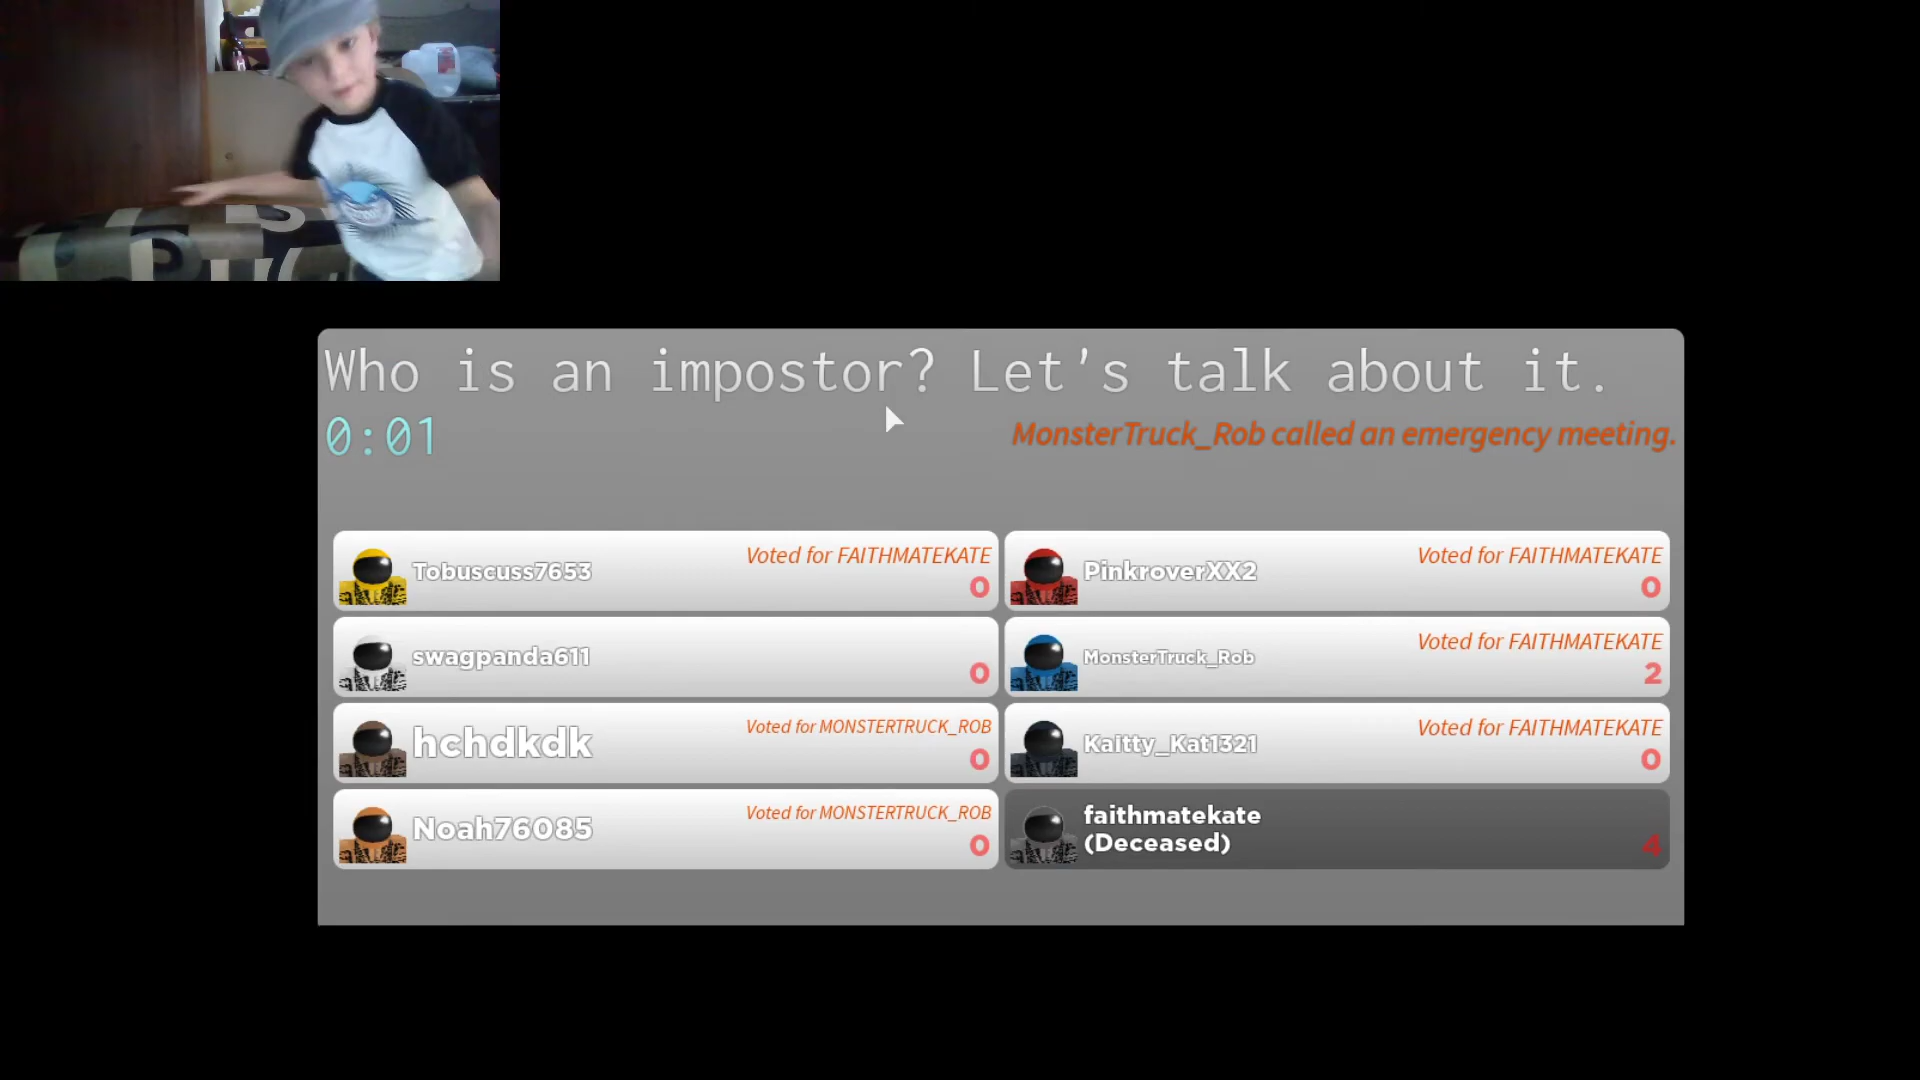 Who is an impostor? Let's talk about it.
0:01
MonsterTruck_Rob called an emergency meeting.
Tobuscuss7653
Voted for FAITHMATEKATE
0
PinkroverXX2
Voted for FAITHMATEKATE
0
swagpanda611
0
MonsterTruck_Rob
Voted for FAITHMATEKATE
2
hchdkdk
Voted for MONSTERTRUCK_ROB
0
Kaitty_Kat1321
Voted for FAITHMATEKATE
0
Noah76085
Voted for MONSTERTRUCK_ROB
0
faithmatekate
(Deceased)
4